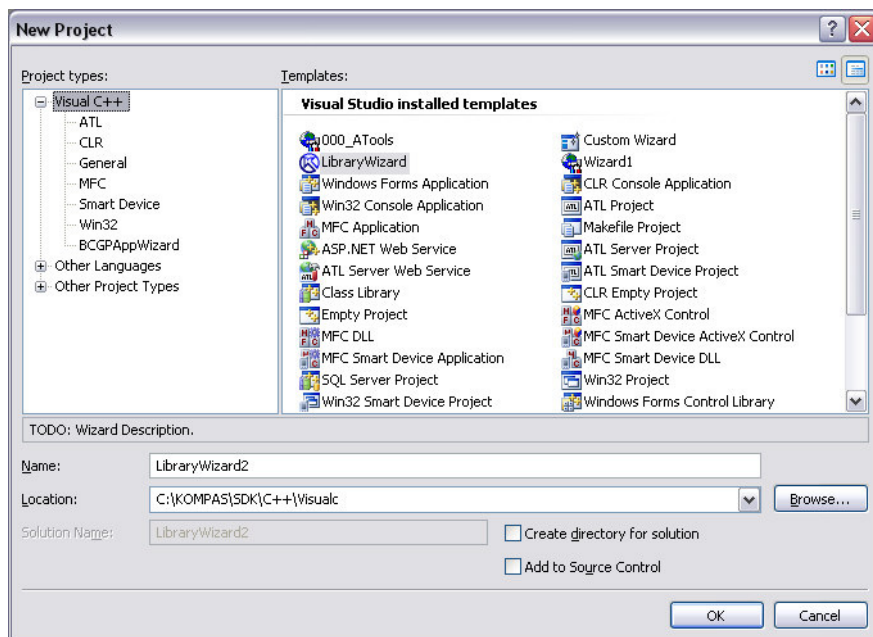 New Project
Project types:
Templates:
Visual C++
ATL
CLR
General
MFC
Smart Device
Win32
BCGPAppWizard
Other Languages
Other Project Types
Visual Studio installed templates
000_ATools
Custom Wizard
LibraryWizard
Wizard1
Windows Forms Application
CLR Console Application
Win32 Console Application
ATL Project
MFC Application
Makefile Project
ASP.NET Web Service
ATL Server Project
ATL Server Web Service
ATL Smart Device Project
Class Library
CLR Empty Project
Empty Project
MFC ActiveX Control
MFC DLL
MFC Smart Device ActiveX Control
MFC Smart Device Application
MFC Smart Device DLL
SQL Server Project
Win32 Project
Win32 Smart Device Project
Windows Forms Control Library
TODO: Wizard Description.
Name:
LibraryWizard2
Location:
C:\KOMPAS\SDK\C++\Visualc
Browse...
Solution Name:
LibraryWizard2
Create directory for solution
Add to Source Control
OK
Cancel